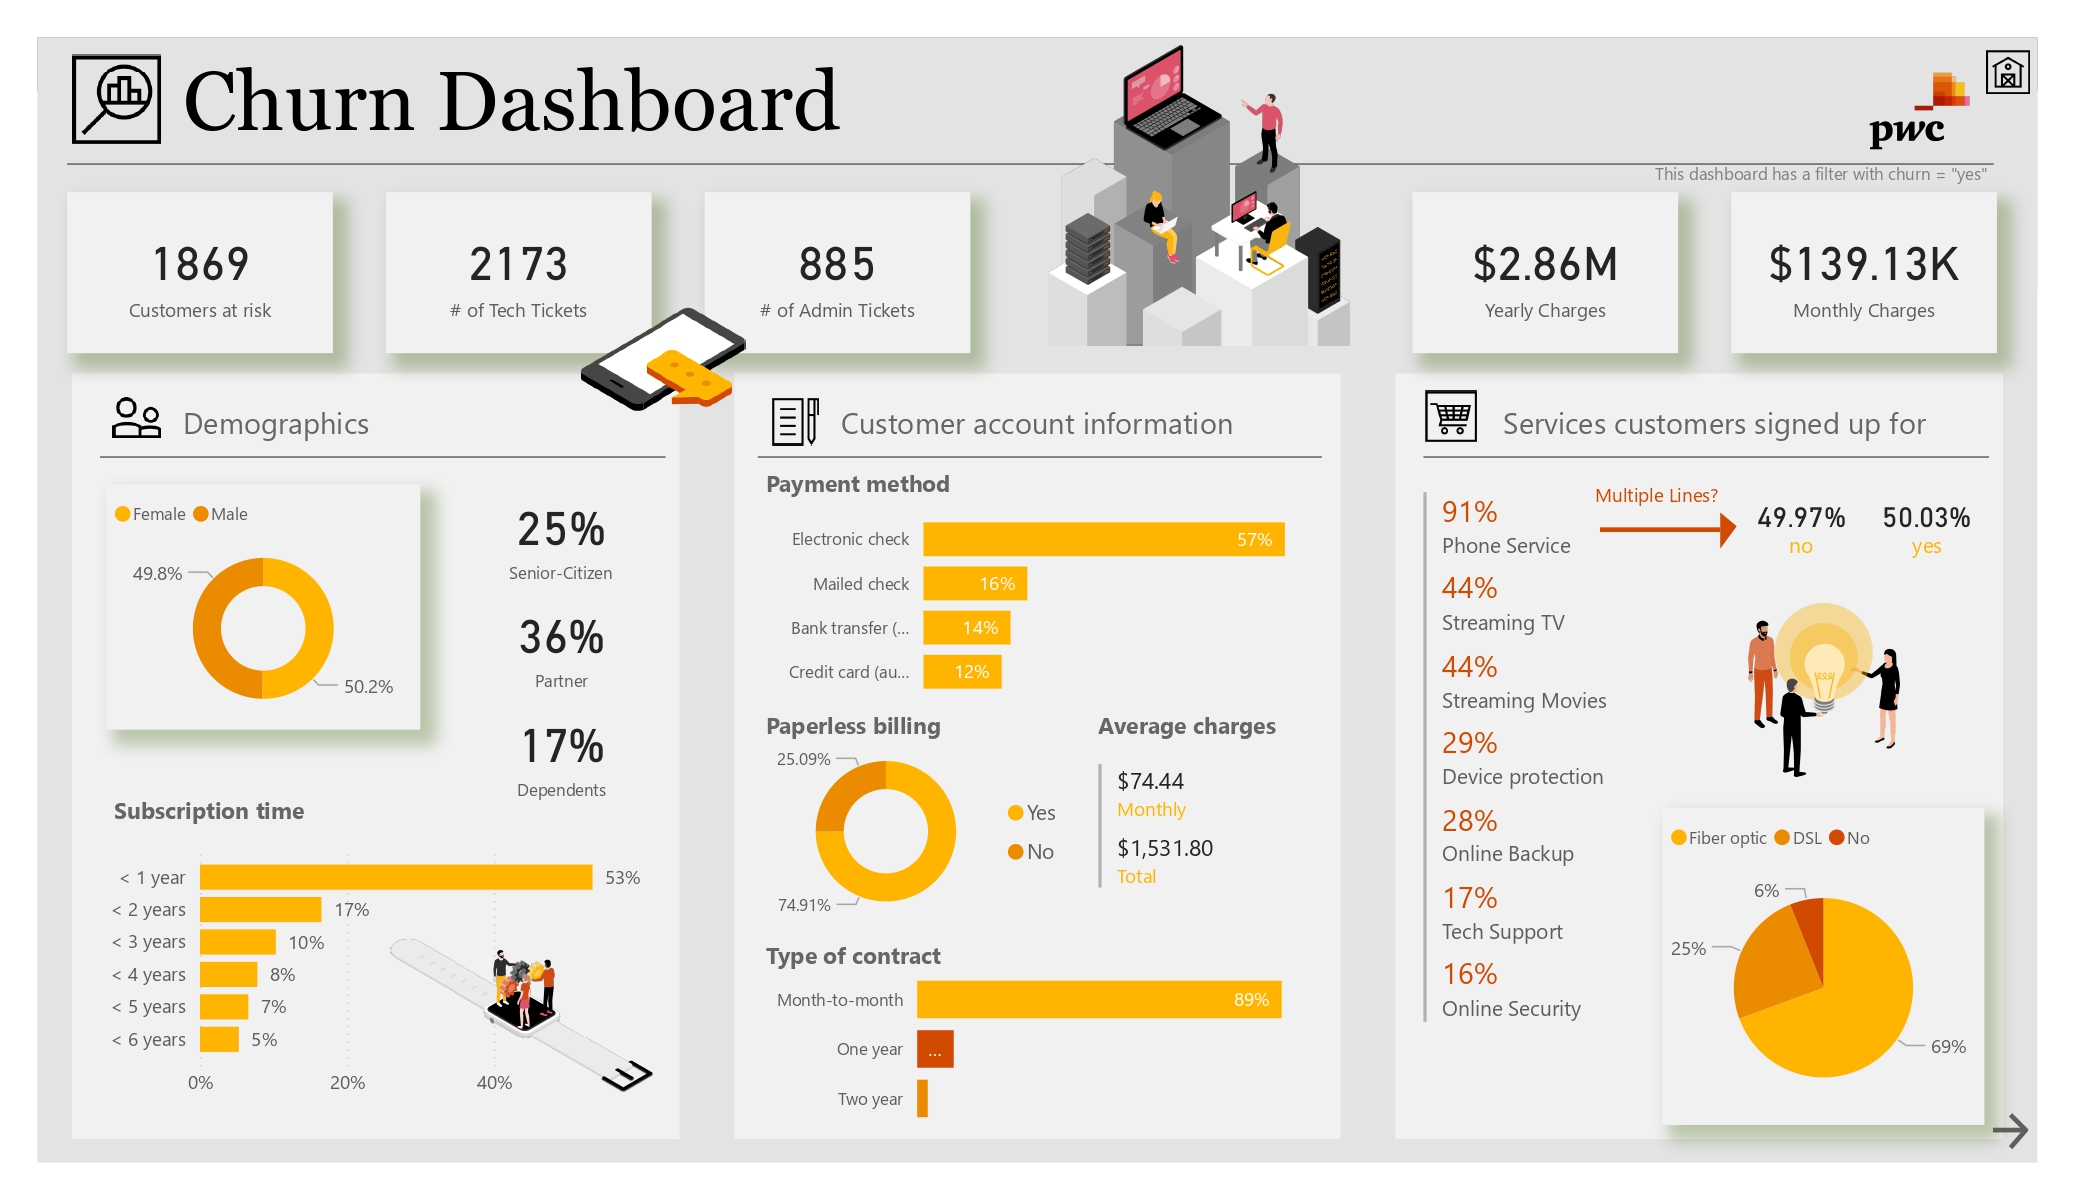 Churn Dashboard
pwc
This dashboard has a filter with churn = "yes"
1869
Customers at risk
2173
# of Tech Tickets
885
# of Admin Tickets
$2.86M
Yearly Charges
$139.13K
Monthly Charges
Demographics
Female Male
49.8%
50.2%
25%
Senior-Citizen
36%
Partner
17%
Dependents
Subscription time
< 1 year 53%
< 2 years 17%
< 3 years 10%
< 4 years 8%
< 5 years 7%
< 6 years 5%
0% 20% 40%
Customer account information
Payment method
Electronic check 57%
Mailed check 16%
Bank transfer (... 14%
Credit card (au... 12%
Paperless billing
25.09%
74.91%
Yes
No
Average charges
$74.44
Monthly
$1,531.80
Total
Type of contract
Month-to-month 89%
One year ...
Two year
Services customers signed up for
91%
Phone Service
Multiple Lines?
49.97%
no
50.03%
yes
44%
Streaming TV
44%
Streaming Movies
29%
Device protection
28%
Online Backup
17%
Tech Support
16%
Online Security
Fiber optic DSL No
6%
25%
69%